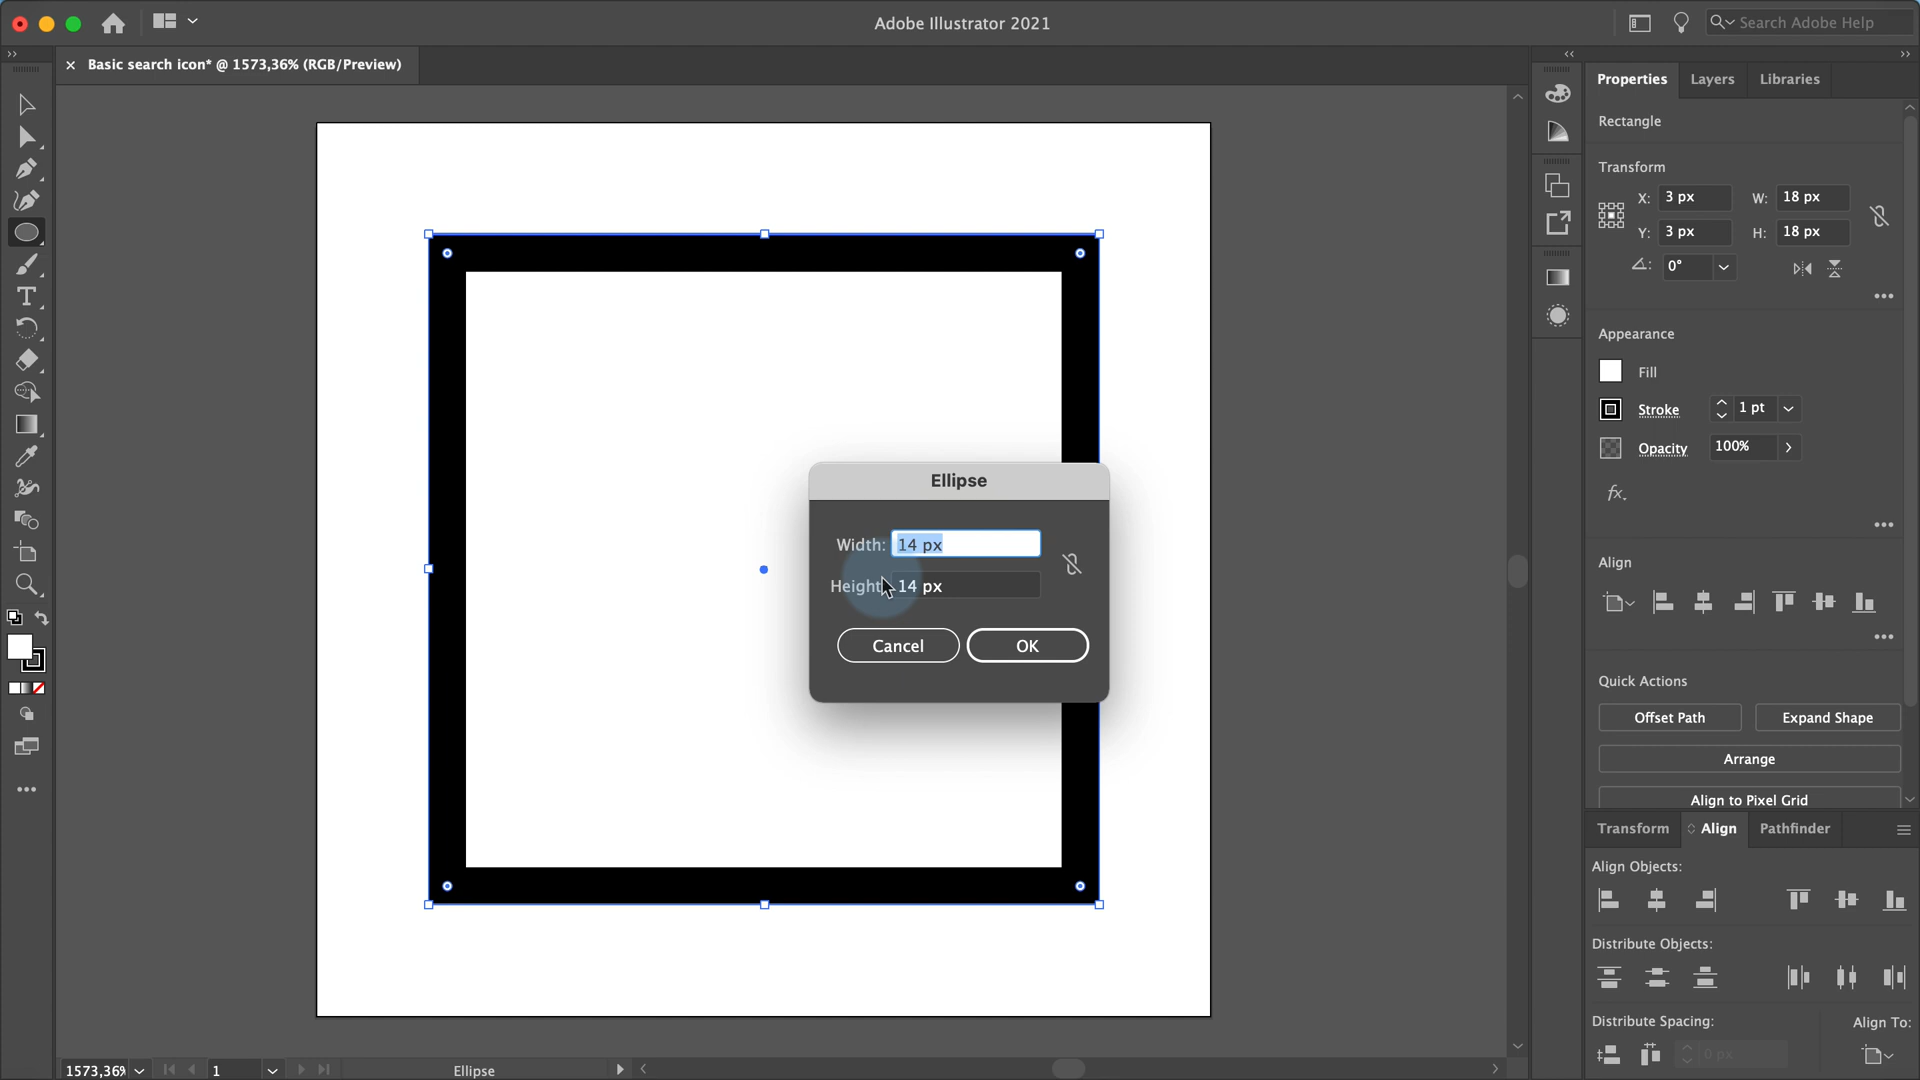 Adobe Illustrator 2021
Search Adobe Help
× Basic search icon* @ 1573,36% (RGB/Preview)
Properties Layers Libraries
Rectangle
Transform
X: 3 px W: 18 px
Y: 3 px H: 18 px
0°
Appearance
Fill
Stroke 1 pt
Opacity 100%
fx.
Align
Quick Actions
Offset Path Expand Shape
Arrange
Align to Pixel Grid
Ellipse
Width: 14 px
Height 14 px
Cancel OK
Transform Align Pathfinder
Align Objects:
Distribute Objects:
Distribute Spacing: Align To:
0 px
1573,36% 1 Ellipse